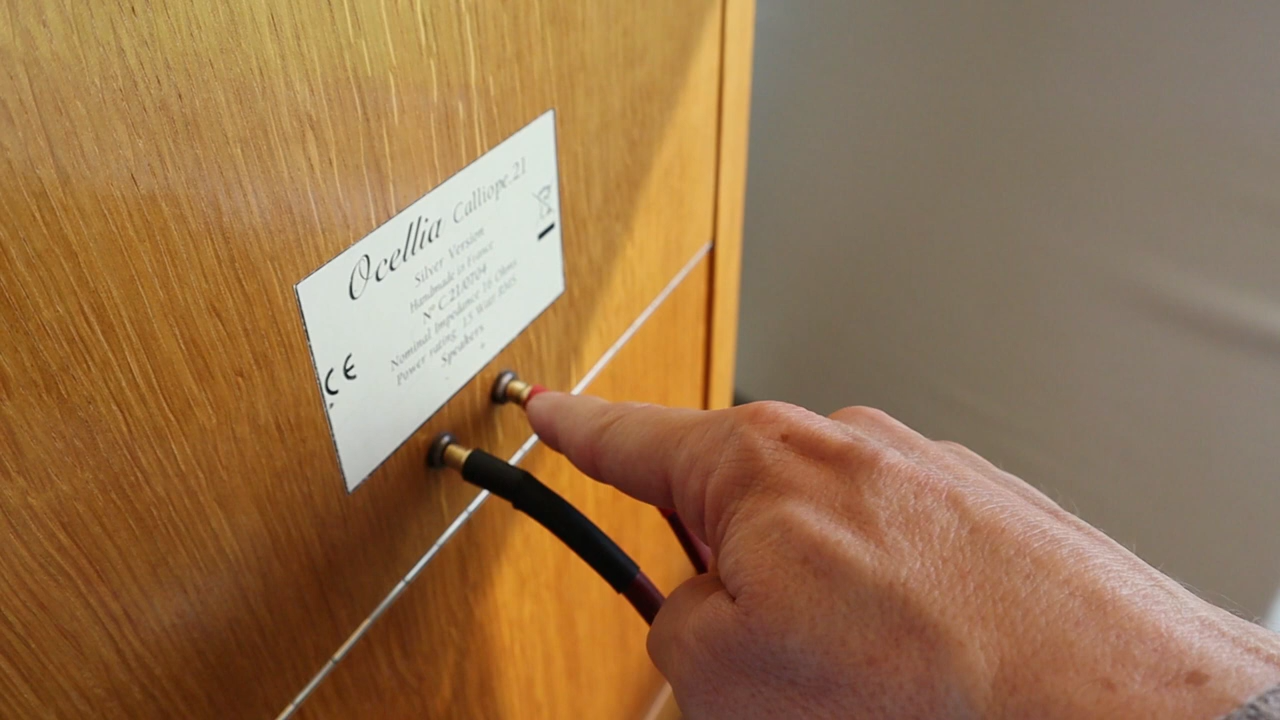 Ocellia Calliope.21
Silver Version
Handmade in France
N° C.21/0704
Nominal Impedance 16 Ohms
Power rating 15 Watt RMS
Speakers
CE